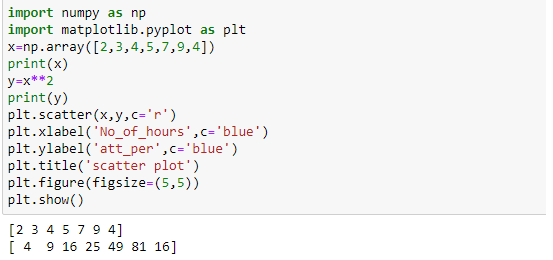 import numpy as np
import matplotlib.pyplot as plt
x=np.array([2,3,4,5,7,9,4])
print(x)
y=x**2
print(y)
plt.scatter(x,y,c='r')
plt.xlabel('No_of_hours',c='blue')
plt.ylabel('att_per',c='blue')
plt.title('scatter plot')
plt.figure(figsize=(5,5))
plt.show()
[2 3 4 5 7 9 4]
[ 4  9 16 25 49 81 16]